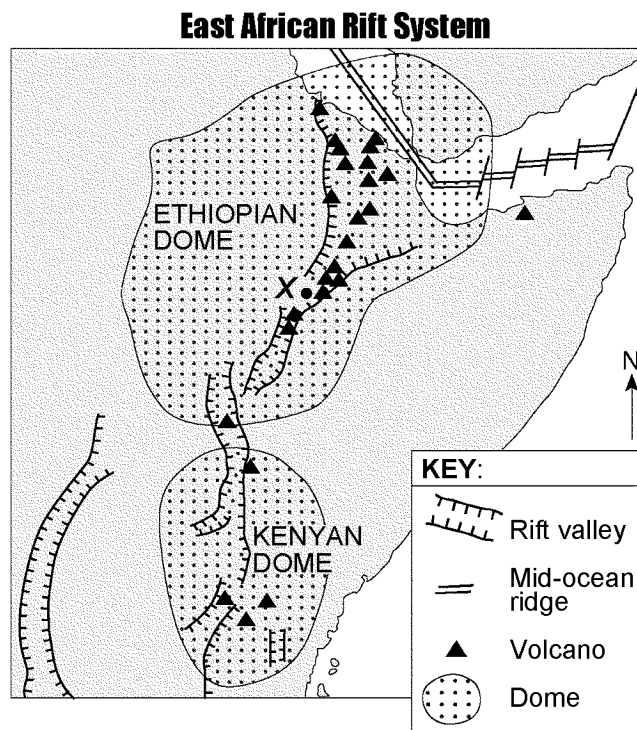 East African Rift System
ETHIOPIAN
DOME
X
N
KENYAN
DOME
KEY:
Rift valley
Mid-ocean
ridge
Volcano
Dome